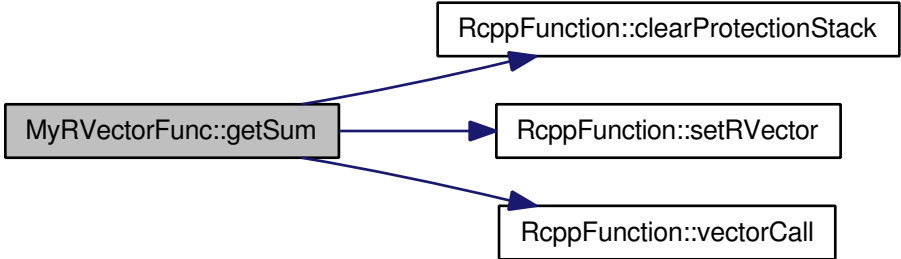 RcppFunction::clearProtectionStack
MyRVectorFunc::getSum
RcppFunction::setRVector
RcppFunction::vectorCall